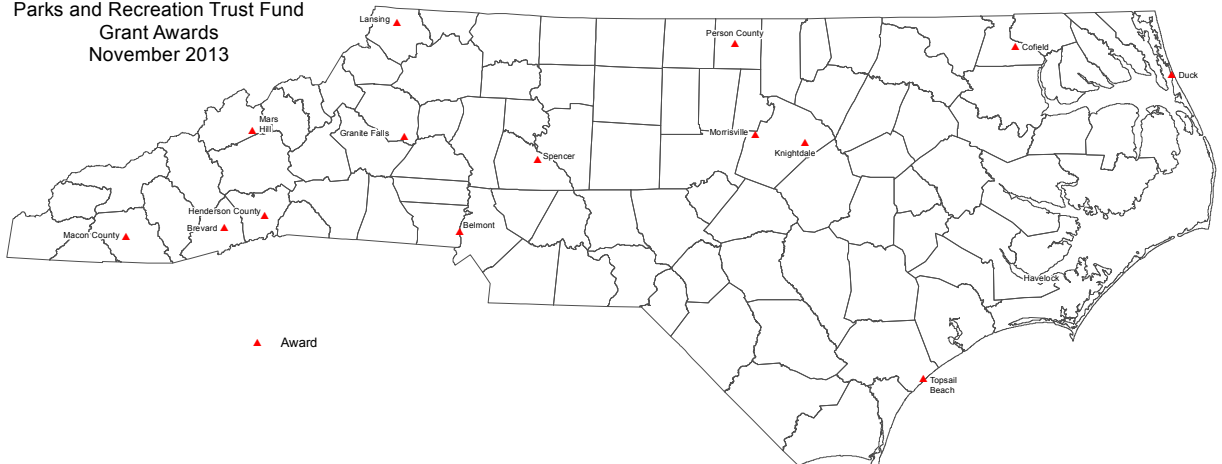 Parks and Recreation Trust Fund
Grant Awards
November 2013
Lansing
Person County
Cofield
Duck
Mars
Hill
Granite Falls
Morrisville
Knightdale
Spencer
Henderson County
Brevard
Macon County
Belmont
Havelock
Award
Topsail
Beach